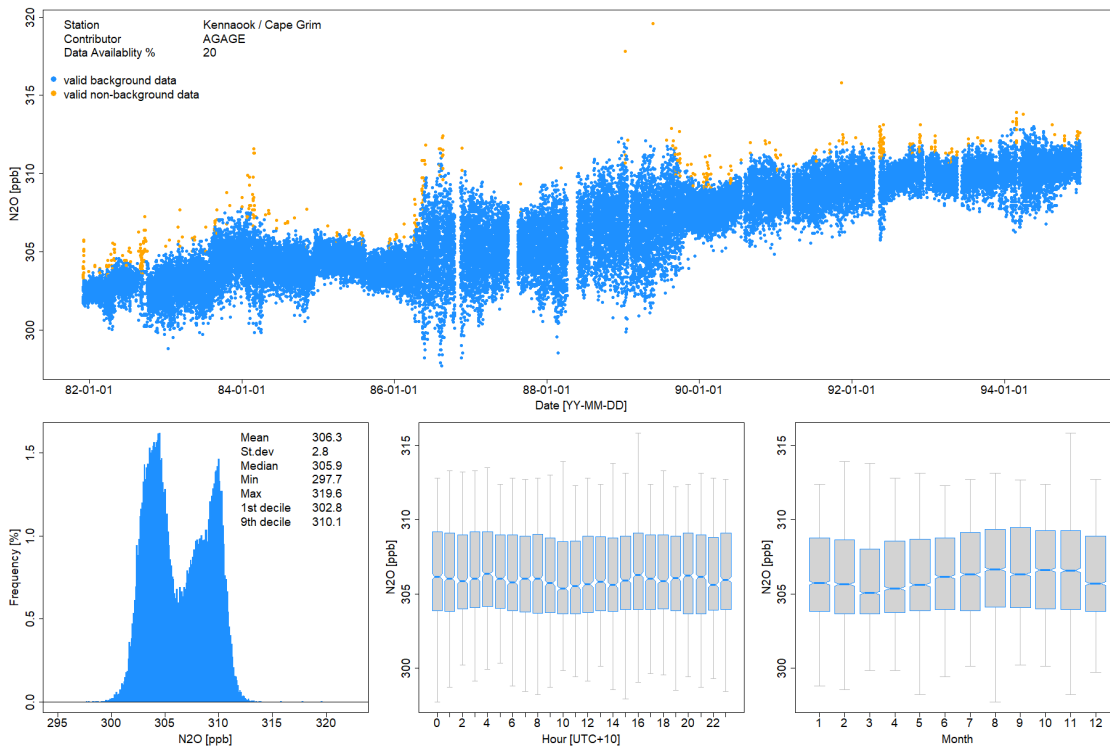 Station Kennaook / Cape Grim
Contributor AGAGE
Data Availablity % 20
valid background data
valid non-background data
N2O [ppb]
320
315
310
305
300
82-01-01 84-01-01 86-01-01 88-01-01 90-01-01 92-01-01 94-01-01
Date [YY-MM-DD]
Mean 306.3
St.dev 2.8
Median 305.9
Min 297.7
Max 319.6
1st decile 302.8
9th decile 310.1
Frequency [%]
1.5
1.0
0.5
0.0
295 300 305 310 315 320
N2O [ppb]
N2O [ppb]
315
310
305
300
0 2 4 6 8 10 12 14 16 18 20 22
Hour [UTC+10]
N2O [ppb]
315
310
305
300
1 2 3 4 5 6 7 8 9 10 11 12
Month